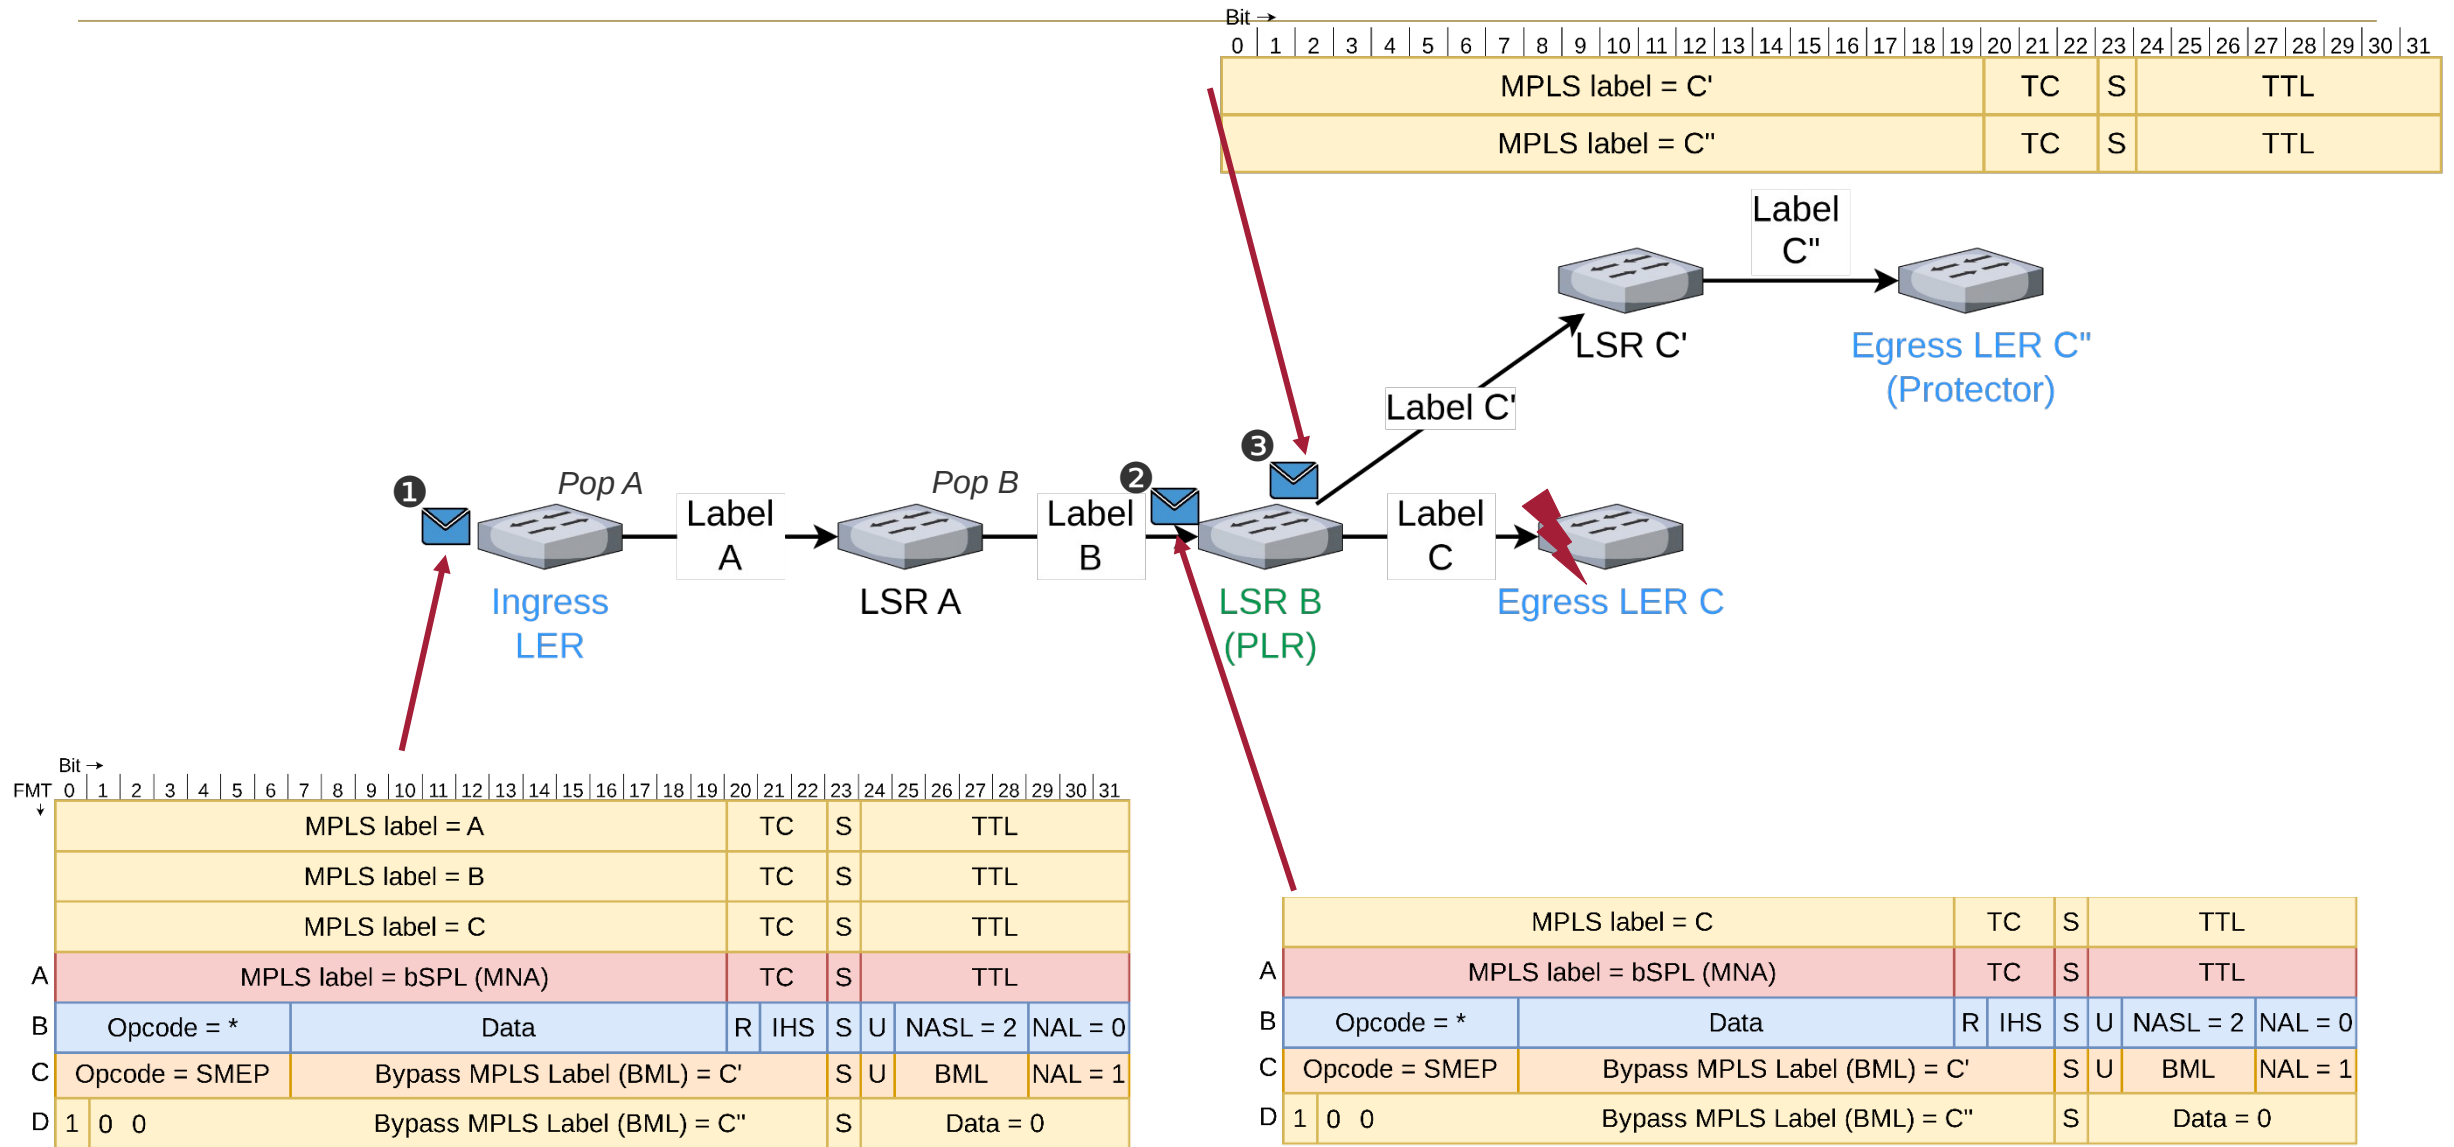 Bit →
0 1 2 3 4 5 6 7 8 9 10 11 12 13 14 15 16 17 18 19 20 21 22 23 24 25 26 27 28 29 30 31
MPLS label = C' TC S TTL
MPLS label = C" TC S TTL
Label
C"
LSR C'
Egress LER C"
(Protector)
Label C'
❸
❶
Pop A
Pop B
❷
Label
A
Label
B
Label
C
Ingress
LER
LSR A
LSR B
(PLR)
Egress LER C
Bit →
FMT 0 1 2 3 4 5 6 7 8 9 10 11 12 13 14 15 16 17 18 19 20 21 22 23 24 25 26 27 28 29 30 31
↓
MPLS label = A TC S TTL
MPLS label = B TC S TTL
MPLS label = C TC S TTL
A MPLS label = bSPL (MNA) TC S TTL
B Opcode = * Data R IHS S U NASL = 2 NAL = 0
C Opcode = SMEP Bypass MPLS Label (BML) = C' S U BML NAL = 1
D 1 0 0 Bypass MPLS Label (BML) = C" S Data = 0
MPLS label = C TC S TTL
A MPLS label = bSPL (MNA) TC S TTL
B Opcode = * Data R IHS S U NASL = 2 NAL = 0
C Opcode = SMEP Bypass MPLS Label (BML) = C' S U BML NAL = 1
D 1 0 0 Bypass MPLS Label (BML) = C" S Data = 0